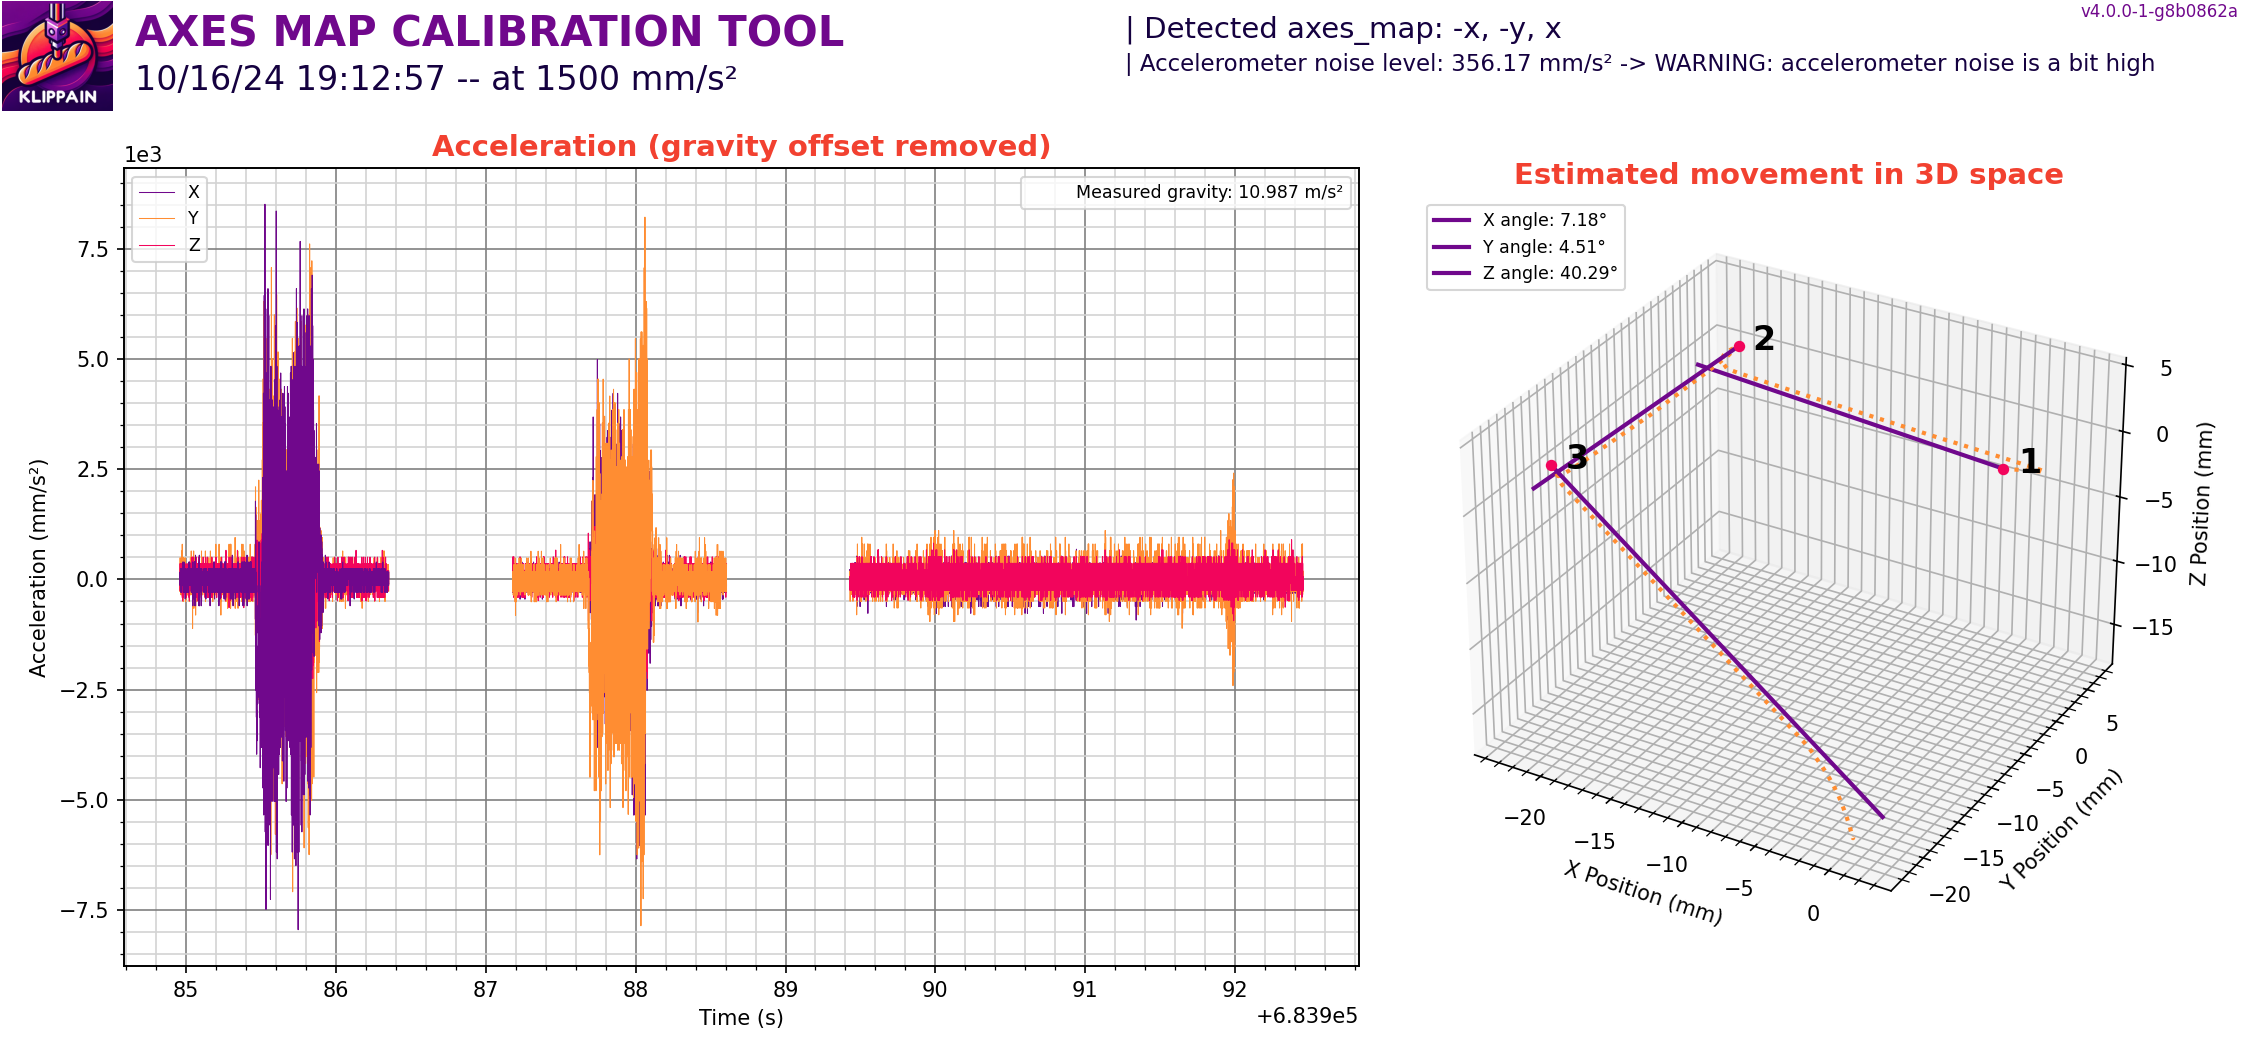 KLIPPAIN
AXES MAP CALIBRATION TOOL
10/16/24 19:12:57 -- at 1500 mm/s²
| Detected axes_map: -x, -y, x
| Accelerometer noise level: 356.17 mm/s² -> WARNING: accelerometer noise is a bit high
v4.0.0-1-g8b0862a
Acceleration (gravity offset removed)
1e3
X
Y
Z
Measured gravity: 10.987 m/s²
7.5
5.0
2.5
0.0
−2.5
−5.0
−7.5
Acceleration (mm/s²)
85
86
87
88
89
90
91
92
Time (s)
+6.839e5
Estimated movement in 3D space
X angle: 7.18°
Y angle: 4.51°
Z angle: 40.29°
2
1
3
5
0
−5
−10
−15
Z Position (mm)
5
0
−5
−10
−15
−20
Y Position (mm)
−20
−15
−10
−5
0
X Position (mm)